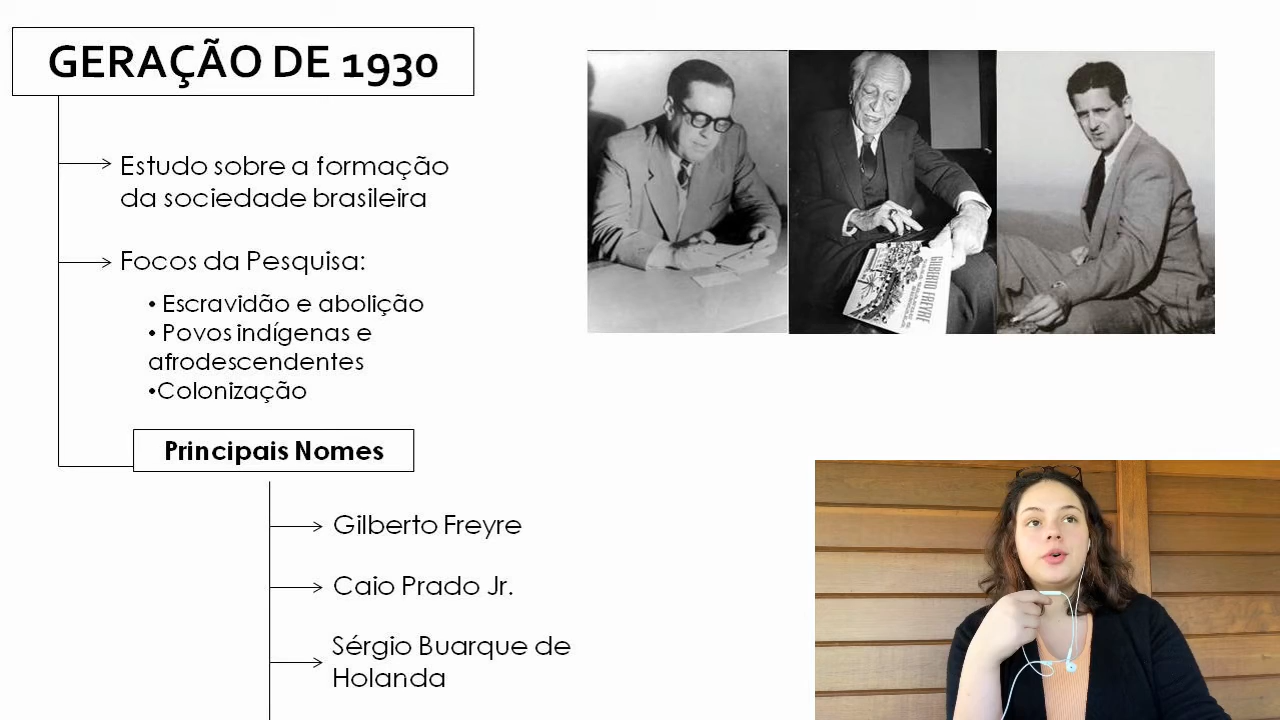 GERAÇÃO DE 1930
Estudo sobre a formação
da sociedade brasileira
Focos da Pesquisa:
• Escravidão e abolição
• Povos indígenas e
afrodescendentes
•Colonização
Principais Nomes
Gilberto Freyre
Caio Prado Jr.
Sérgio Buarque de
Holanda
GILBERTO FREYRE